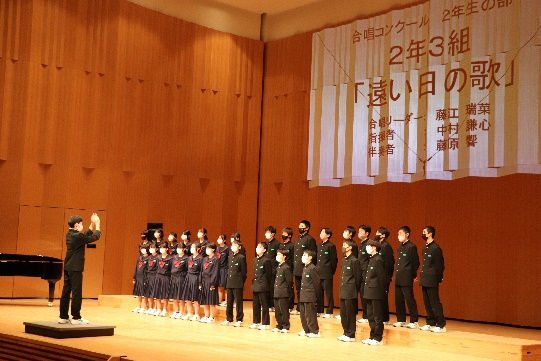 合唱コンクール 2年生の部
2年3組
「遠い日の歌」
合唱リーダー 藤江 瑞菜
指揮者 中村 謙心
伴奏者 藤原 響